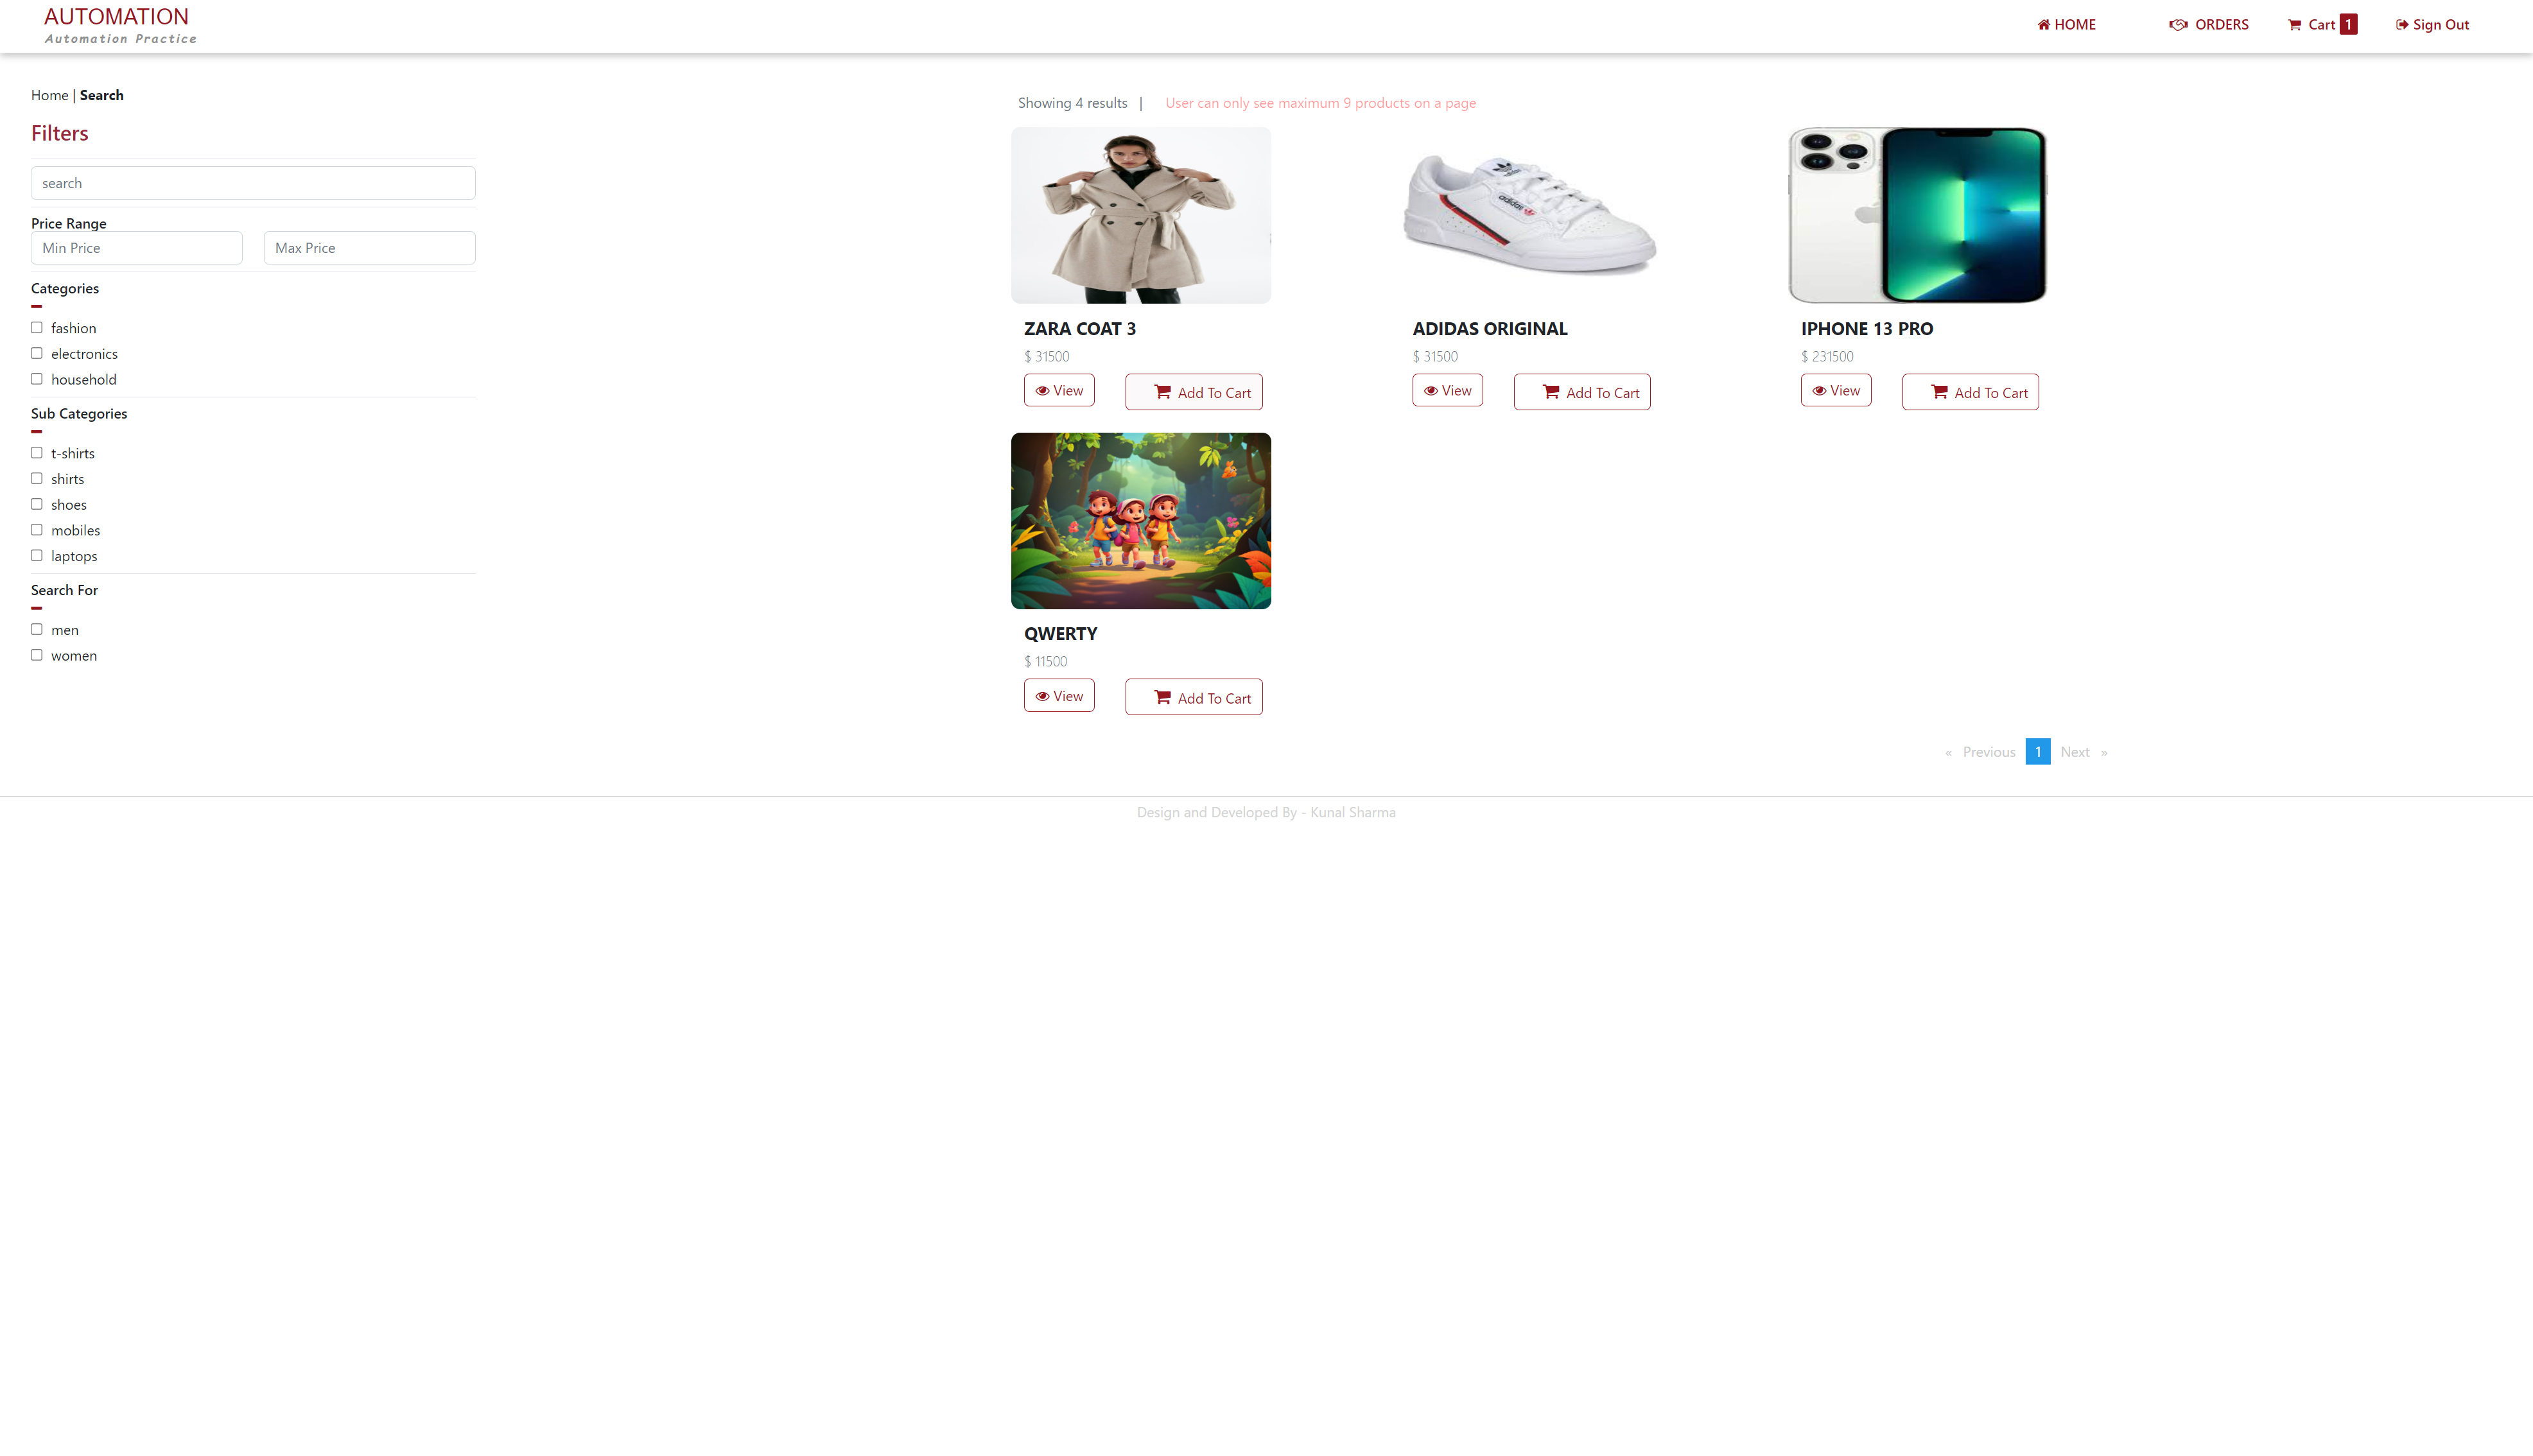 AUTOMATION
Automation Practice
HOME
ORDERS
Cart 1
Sign Out
Home | Search
Filters
search
Price Range
Min Price
Max Price
Categories
fashion
electronics
household
Sub Categories
t-shirts
shirts
shoes
mobiles
laptops
Search For
men
women
Showing 4 results |
User can only see maximum 9 products on a page
adidas
ZARA COAT 3
$ 31500
View
Add To Cart
ADIDAS ORIGINAL
$ 31500
View
Add To Cart
IPHONE 13 PRO
$ 231500
View
Add To Cart
QWERTY
$ 11500
View
Add To Cart
« Previous 1 Next »
Design and Developed By - Kunal Sharma